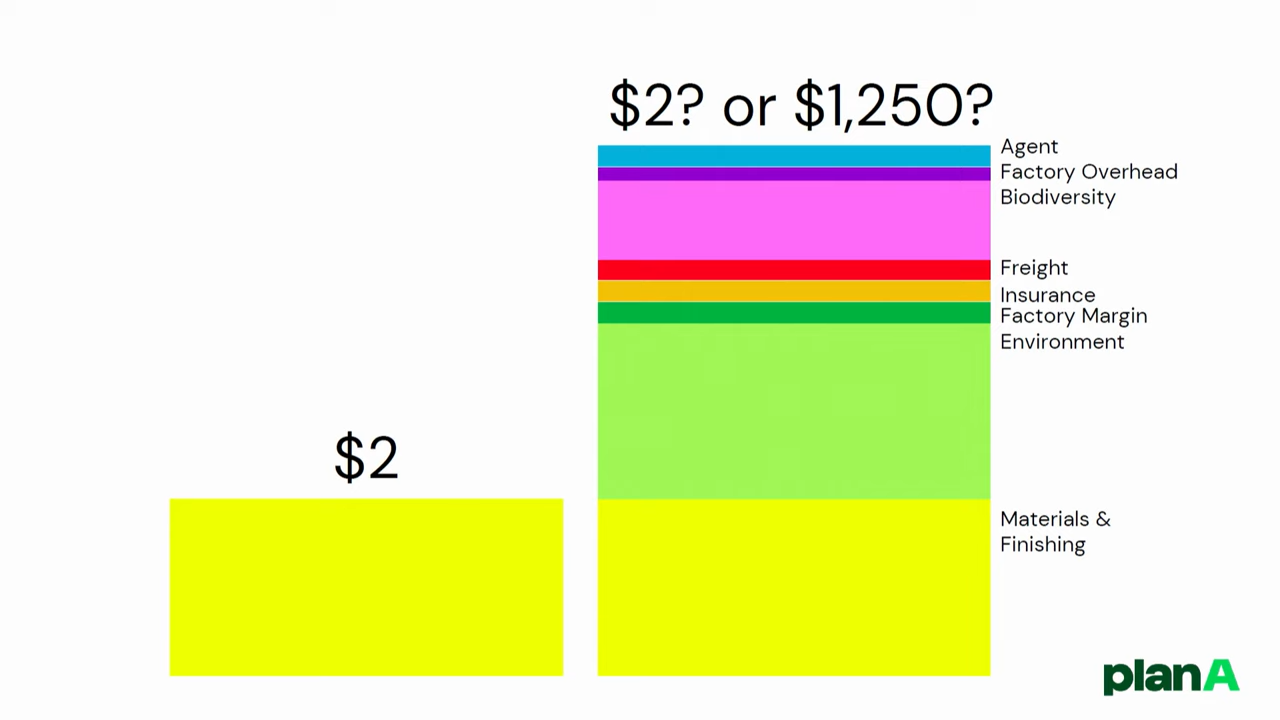 $2? or $1,250?
Agent
Factory Overhead
Biodiversity
Freight
Insurance
Factory Margin
Environment
$2
Materials &
Finishing
planA